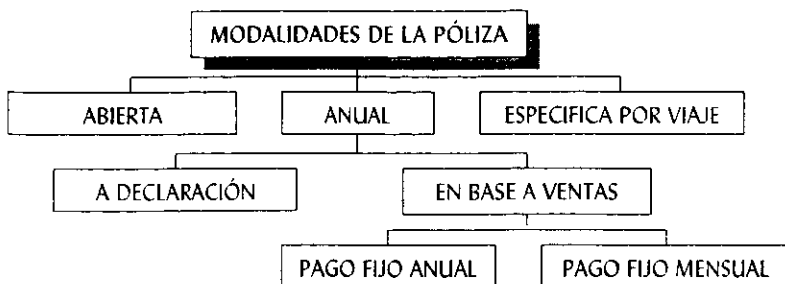 MODALIDADES DE LA PÓLIZA
ABIERTA
ANUAL
ESPECIFICA POR VIAJE
A DECLARACIÓN
EN BASE A VENTAS
PAGO FIJO ANUAL
PAGO FIJO MENSUAL